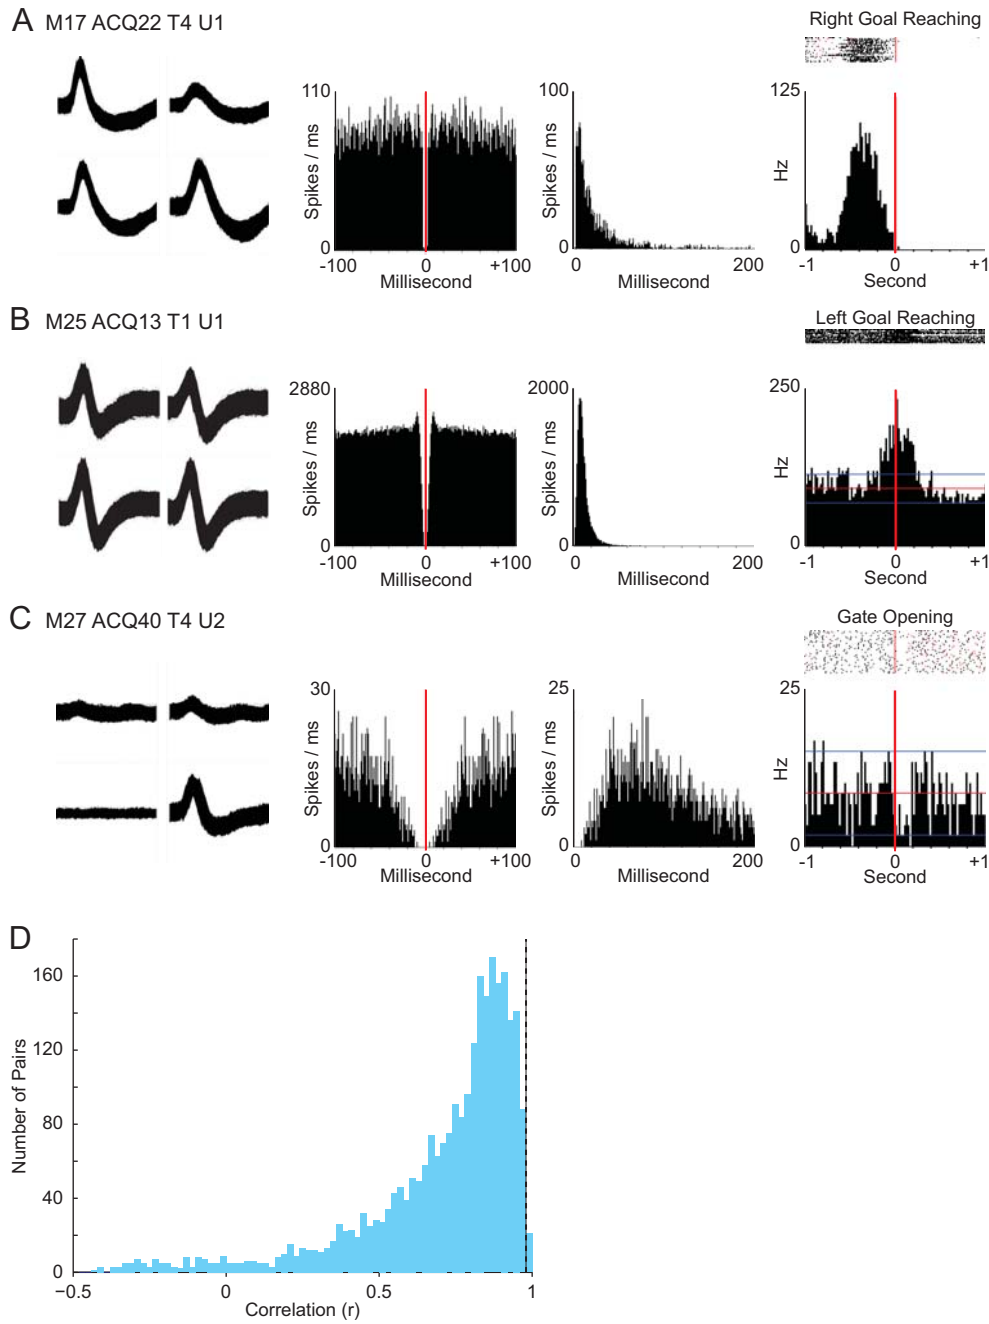 A M17 ACQ22 T4 U1
Right Goal Reaching
110
Spikes / ms
0
-100 0 +100
Millisecond
100
Spikes / ms
0
0 200
Millisecond
125
Hz
0
-1 0 +1
Second
B M25 ACQ13 T1 U1
Left Goal Reaching
2880
Spikes / ms
0
-100 0 +100
Millisecond
2000
Spikes / ms
0
0 200
Millisecond
250
Hz
0
-1 0 +1
Second
C M27 ACQ40 T4 U2
Gate Opening
30
Spikes / ms
0
-100 0 +100
Millisecond
25
Spikes / ms
0
0 200
Millisecond
25
Hz
0
-1 0 +1
Second
D
160
120
80
40
0
Number of Pairs
−0.5 0 0.5 1
Correlation (r)